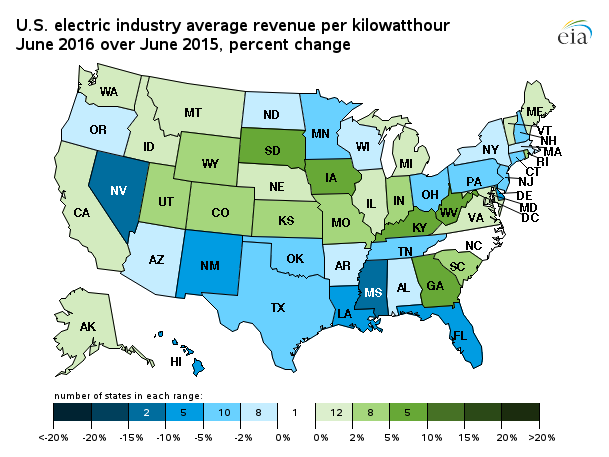 U.S. electric industry average revenue per kilowatthour
June 2016 over June 2015, percent change
eia
WA
MT
ND
MN
ME
VT
NH
MA
RI
CT
NJ
DE
MD
DC
OR
ID
SD
WI
NY
WY
MI
IA
PA
NV
NE
OH
IL
IN
UT
CO
WV
VA
CA
KS
MO
KY
NC
TN
AZ
NM
OK
AR
SC
TX
MS
AL
GA
LA
FL
AK
HI
number of states in each range:
2 5 10 8 1 12 8 5
<-20% -20% -15% -10% -5% -2% 0% 0% 2% 5% 10% 15% 20% >20%